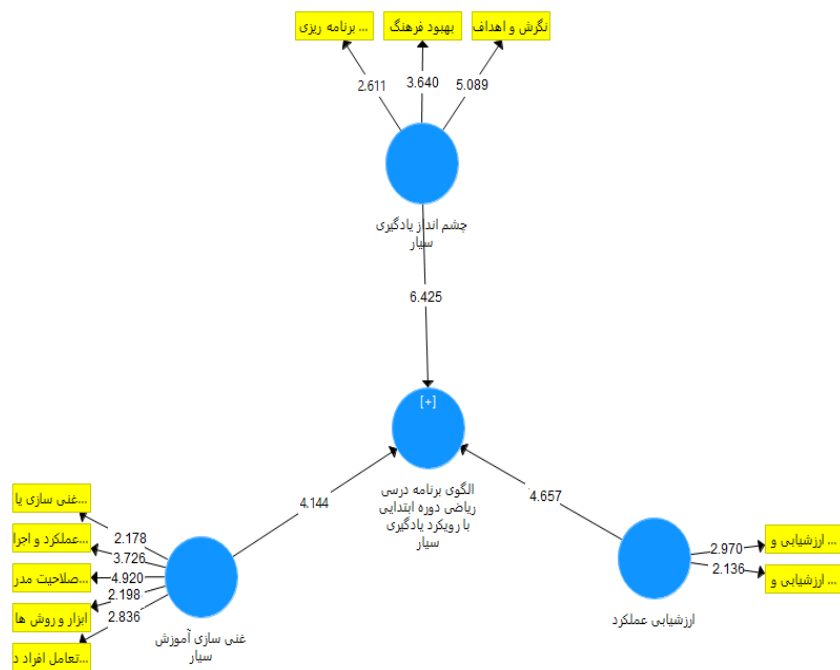 برنامه ریزی ...
بهبود فرهنگ
نگرش و اهداف
2.611
3.640
5.089
چشم انداز یادگیری
سیار
6.425
[+]
الگوی برنامه درسی
ریاضی دوره ابتدایی
با رویکرد یادگیری
سیار
4.144
4.657
غنی سازی یا...
عملکرد و اجرا...
صلاحیت مدر...
ابزار و روش ها
تعامل افراد د...
2.178
3.726
4.920
2.198
2.836
غنی سازی آموزش
سیار
ارزشیابی و ...
ارزشیابی و ...
2.970
2.136
ارزشیابی عملکرد